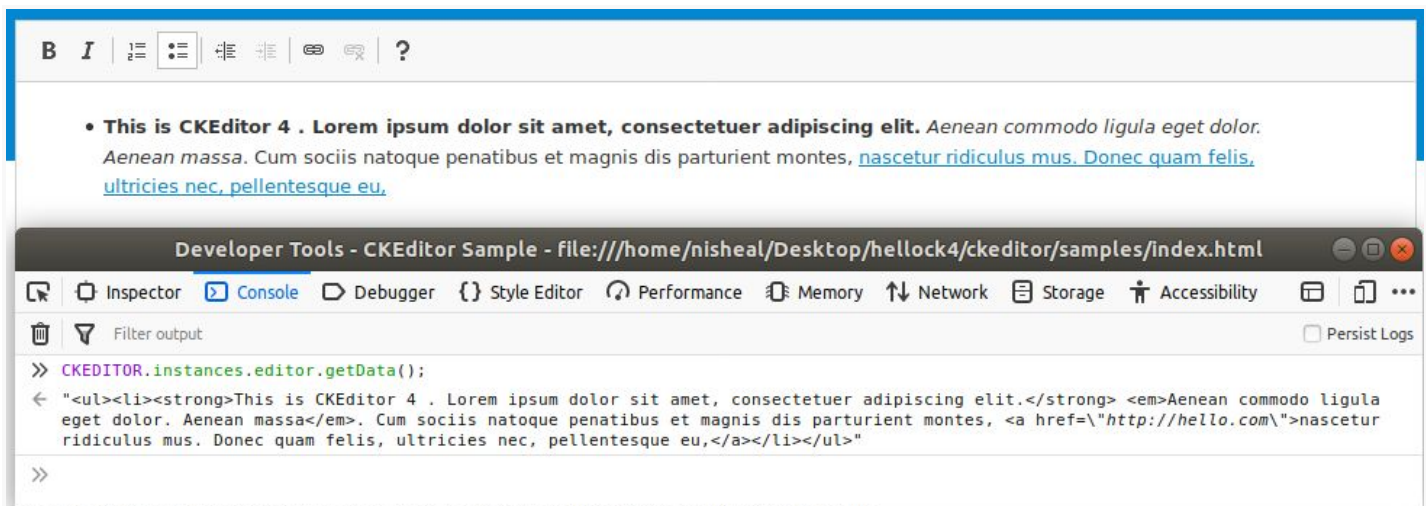 B I ?
• This is CKEditor 4 . Lorem ipsum dolor sit amet, consectetuer adipiscing elit. Aenean commodo ligula eget dolor.
Aenean massa. Cum sociis natoque penatibus et magnis dis parturient montes, nascetur ridiculus mus. Donec quam felis,
ultricies nec, pellentesque eu,
Developer Tools - CKEditor Sample - file:///home/nisheal/Desktop/hellock4/ckeditor/samples/index.html
Inspector Console Debugger {} Style Editor Performance Memory Network Storage Accessibility
Filter output Persist Logs
CKEDITOR.instances.editor.getData();
"<ul><li><strong>This is CKEditor 4 . Lorem ipsum dolor sit amet, consectetuer adipiscing elit.</strong> <em>Aenean commodo ligula
eget dolor. Aenean massa</em>. Cum sociis natoque penatibus et magnis dis parturient montes, <a href=\"http://hello.com\">nascetur
ridiculus mus. Donec quam felis, ultricies nec, pellentesque eu,</a></li></ul>"